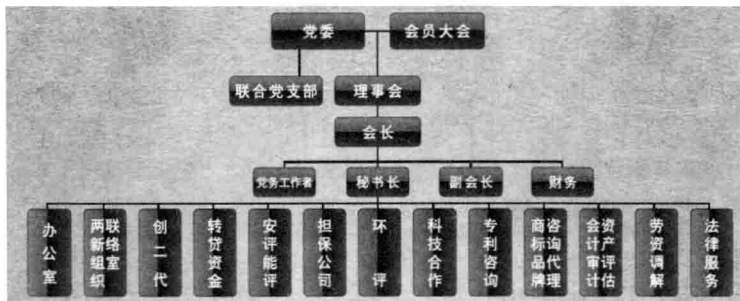 党委
会员大会
联合党支部
理事会
会长
党务工作者
秘书长
副会长
财务
办公室
两新组织
联络室
创二代
转贷资金
安评能评
担保公司
环评
科技合作
专利咨询
商标品牌
咨询代理
会计审计
资产评估
劳资调解
法律服务